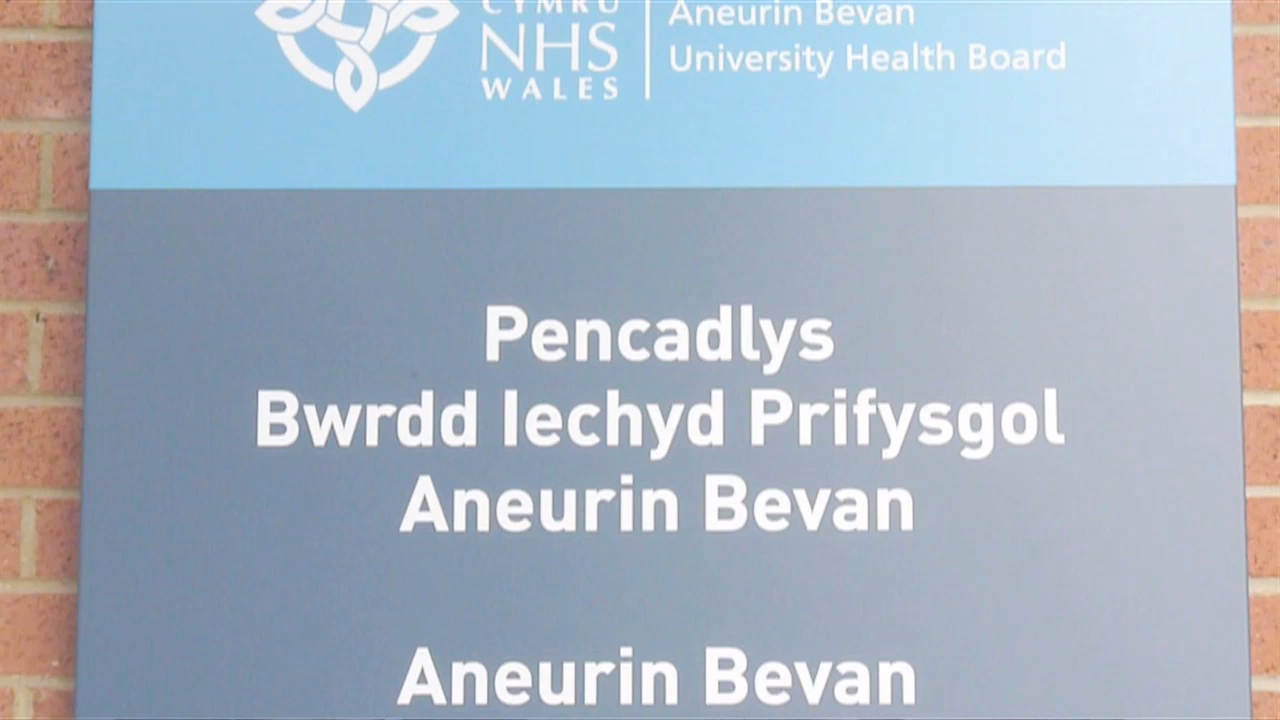 CYMRU
NHS
WALES
Aneurin Bevan
University Health Board
Pencadlys
Bwrdd Iechyd Prifysgol
Aneurin Bevan
Aneurin Bevan